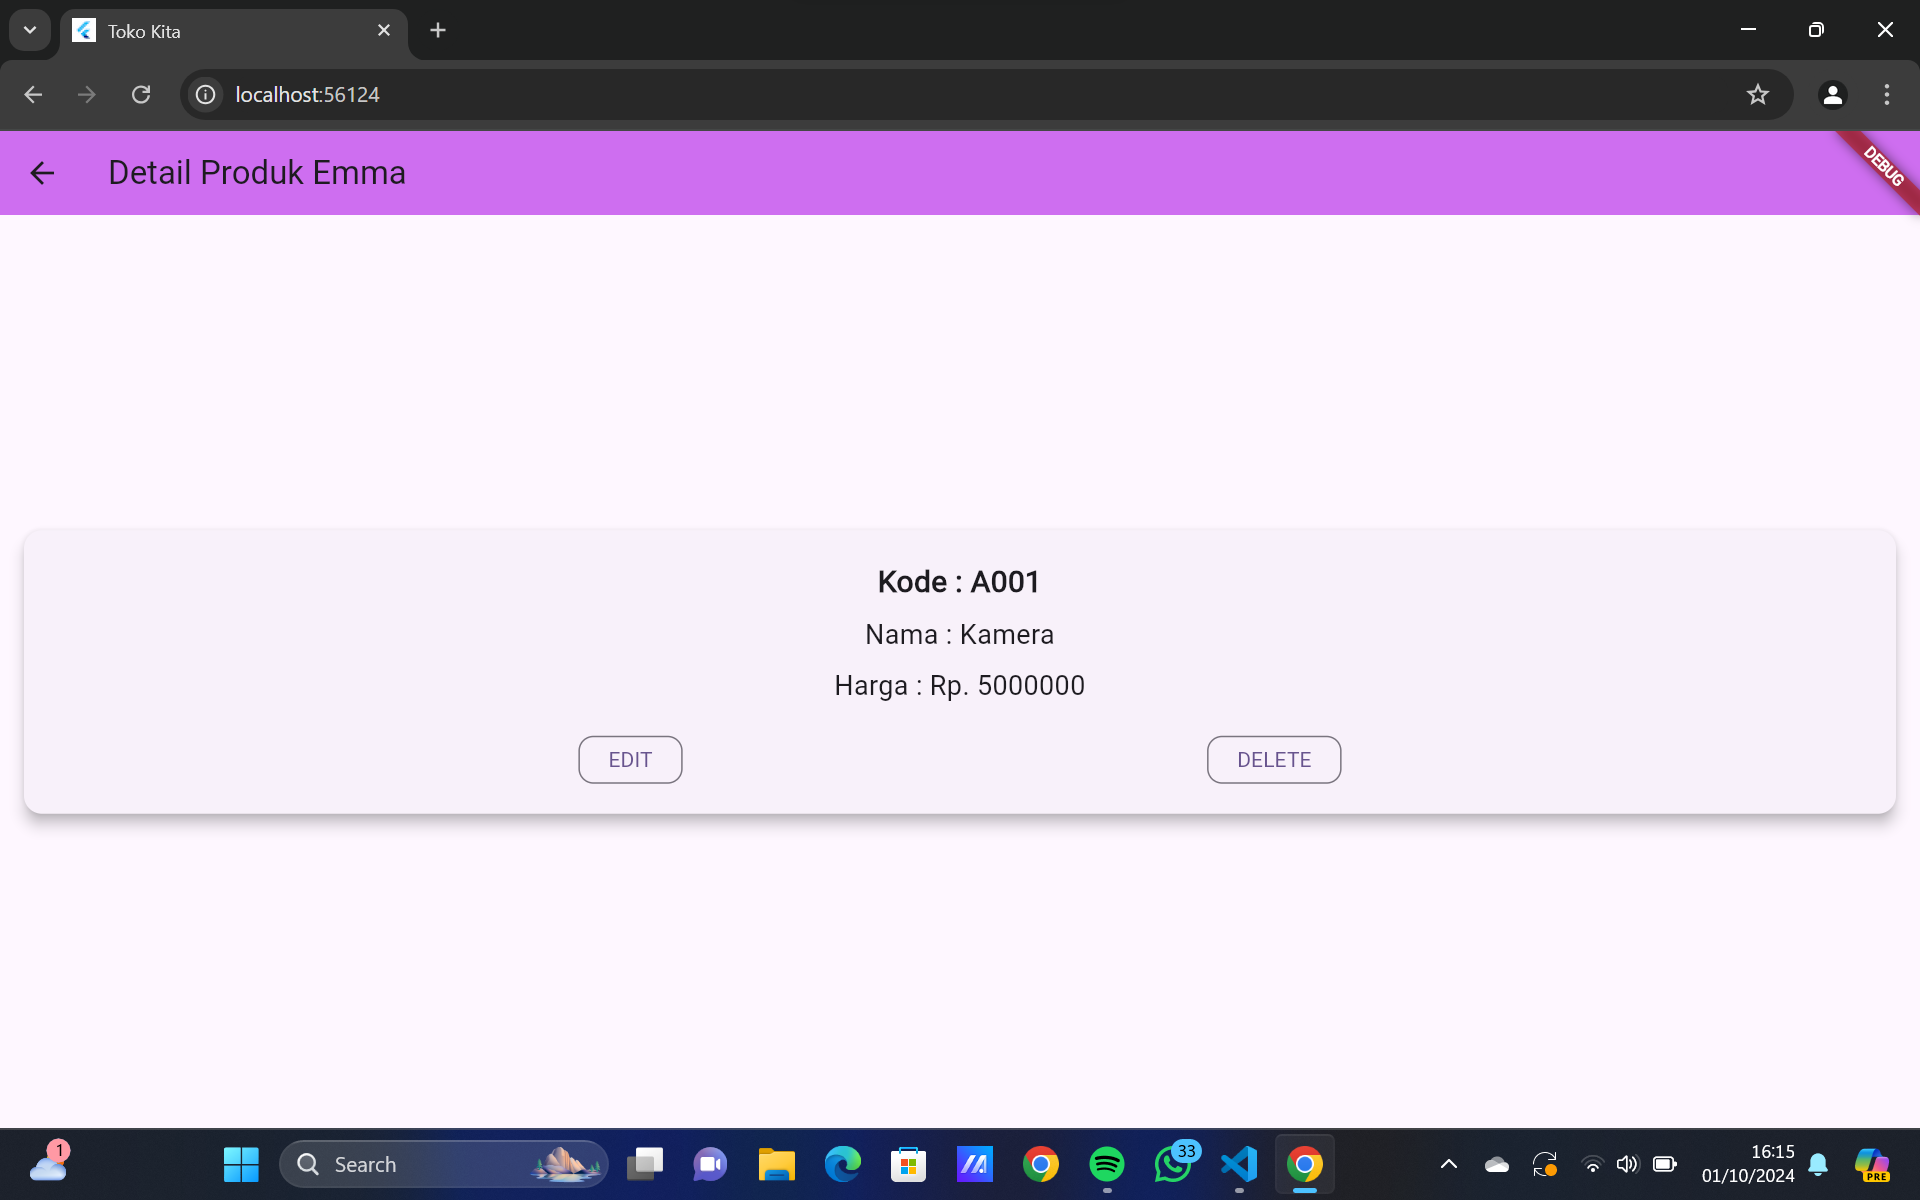 Toko Kita
localhost:56124
Detail Produk Emma
DEBUG
Kode : A001
Nama : Kamera
Harga : Rp. 5000000
EDIT
DELETE
1
Search
33
16:15
01/10/2024
PRE